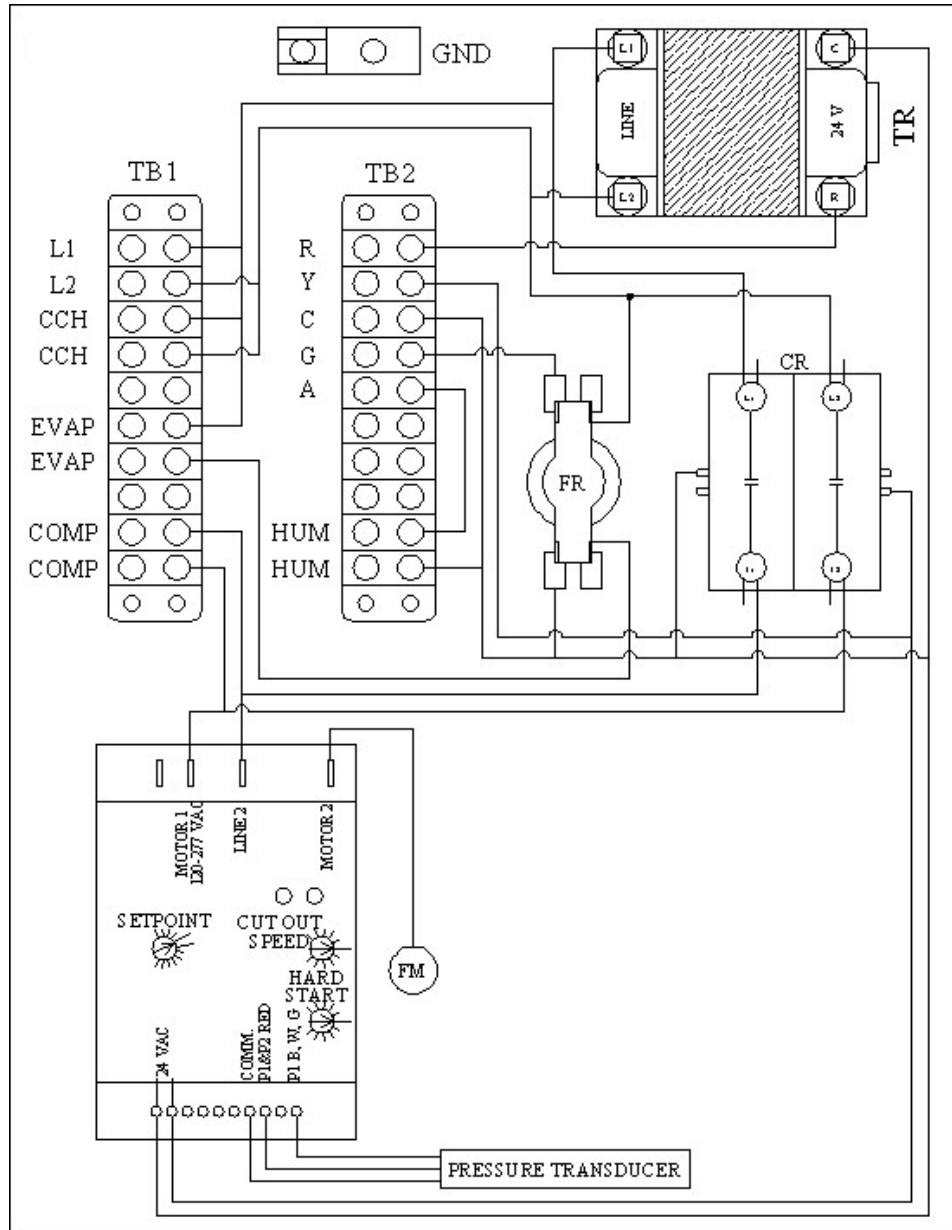 GND
L1
C
LINE
24 V
TR
L2
R
TB1
TB2
L1
L2
CCH
CCH
EVAP
EVAP
COMP
COMP
R
Y
C
G
A
HUM
HUM
FR
CR
MOTOR 1
120-277 VAC
LINE 2
MOTOR 2
SETPOINT
CUT OUT
SPEED
HARD
START
24 VAC
COMM.
P1&P2 RED
P1 B, W, G
FM
PRESSURE TRANSDUCER